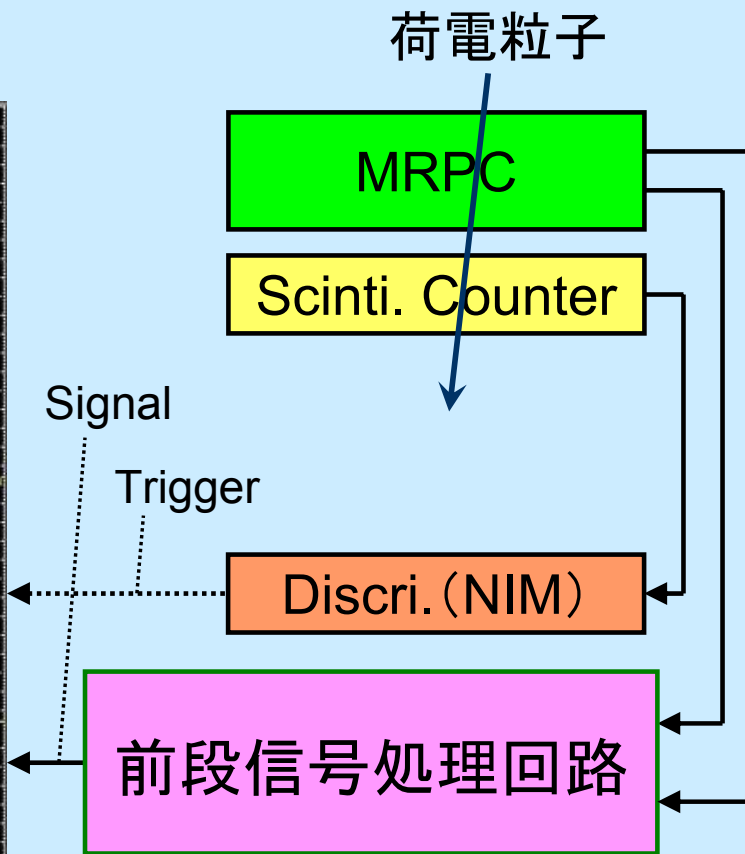 荷電粒子
MRPC
Scinti. Counter
Signal
Trigger
Discri.（NIM）
前段信号処理回路